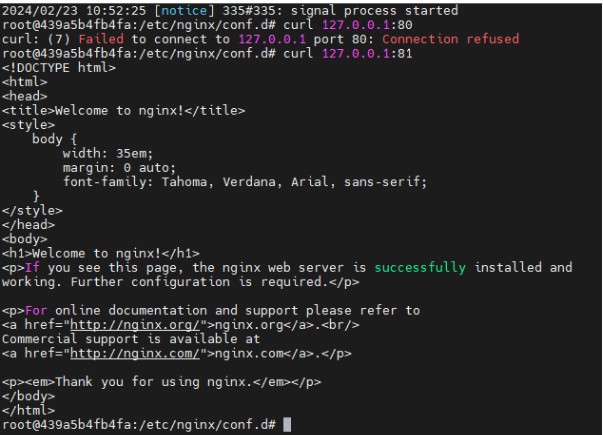 2024/02/23 10:52:25 [notice] 335#335: signal process started
root@439a5b4fb4fa:/etc/nginx/conf.d# curl 127.0.0.1:80
curl: (7) Failed to connect to 127.0.0.1 port 80: Connection refused
root@439a5b4fb4fa:/etc/nginx/conf.d# curl 127.0.0.1:81
<!DOCTYPE html>
<html>
<head>
<title>Welcome to nginx!</title>
<style>
    body {
        width: 35em;
        margin: 0 auto;
        font-family: Tahoma, Verdana, Arial, sans-serif;
    }
</style>
</head>
<body>
<h1>Welcome to nginx!</h1>
<p>If you see this page, the nginx web server is successfully installed and
working. Further configuration is required.</p>

<p>For online documentation and support please refer to
<a href="http://nginx.org/">nginx.org</a>.<br/>
Commercial support is available at
<a href="http://nginx.com/">nginx.com</a>.</p>

<p><em>Thank you for using nginx.</em></p>
</body>
</html>
root@439a5b4fb4fa:/etc/nginx/conf.d#